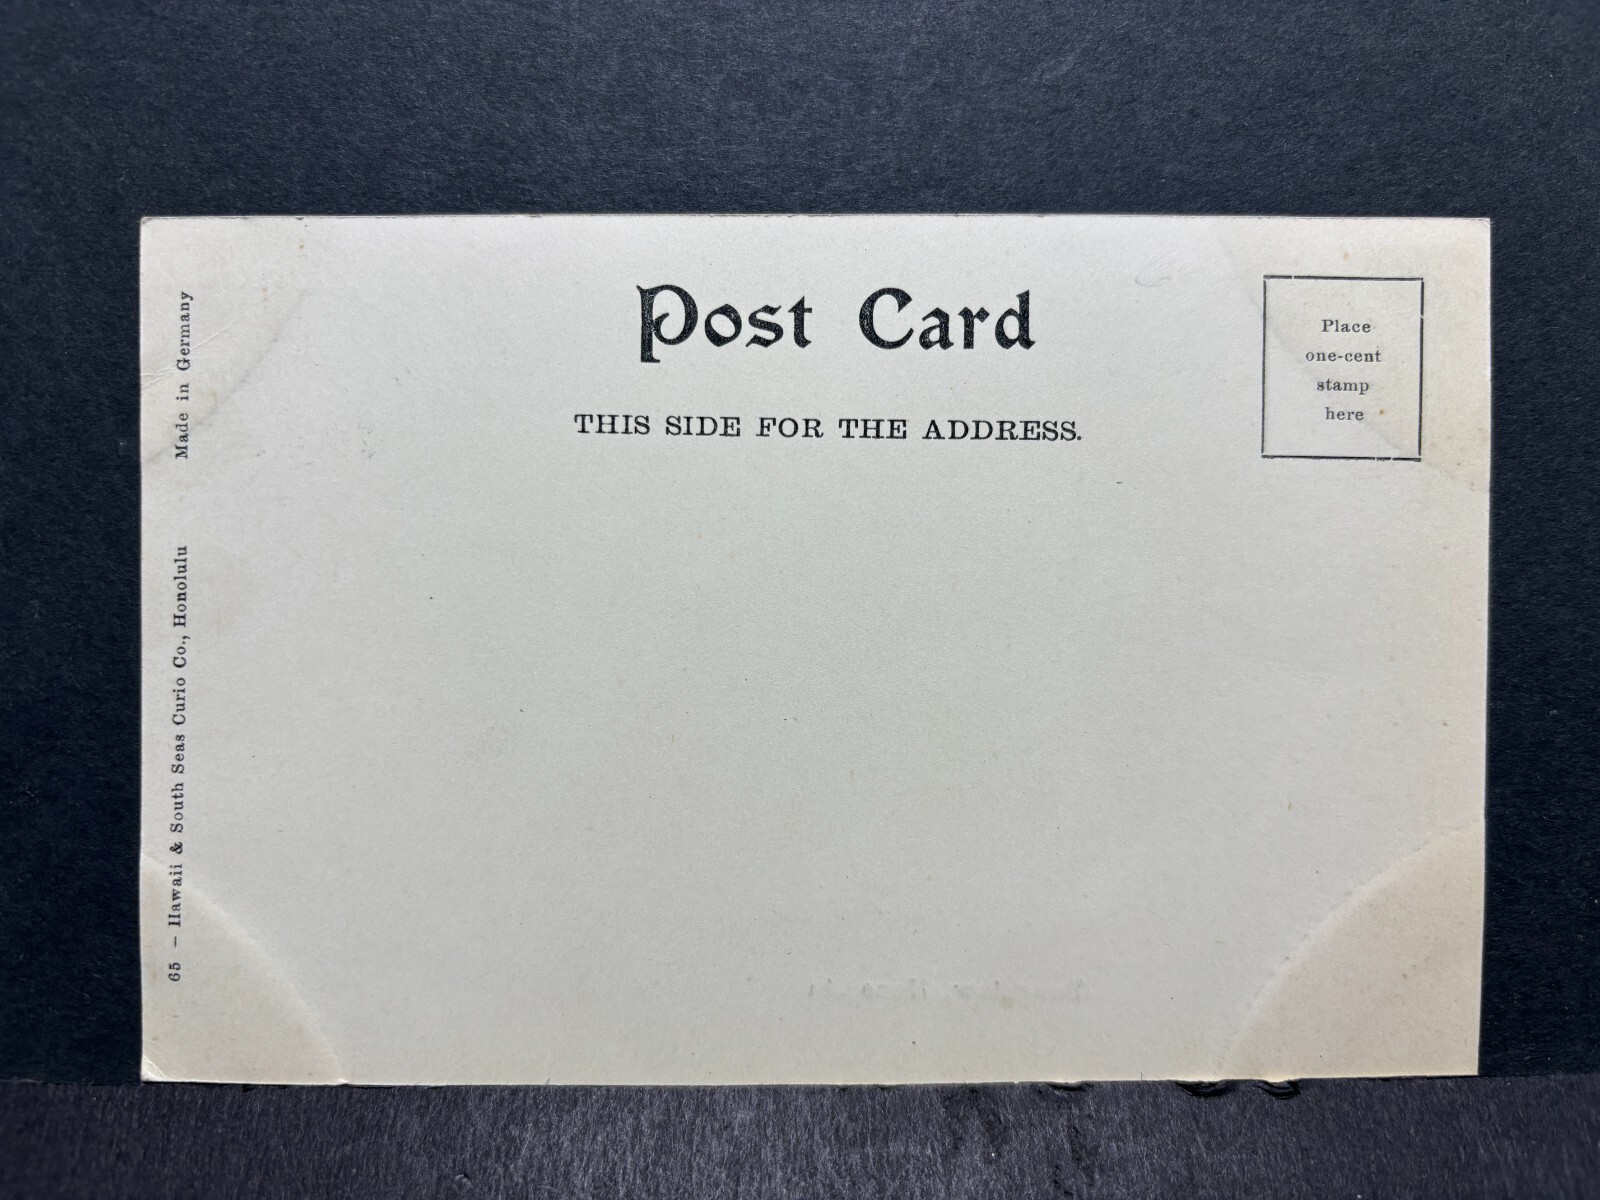 Post Card
THIS SIDE FOR THE ADDRESS.
Place
one-cent
stamp
here
65 – Hawaii & South Seas Curio Co., Honolulu Made in Germany